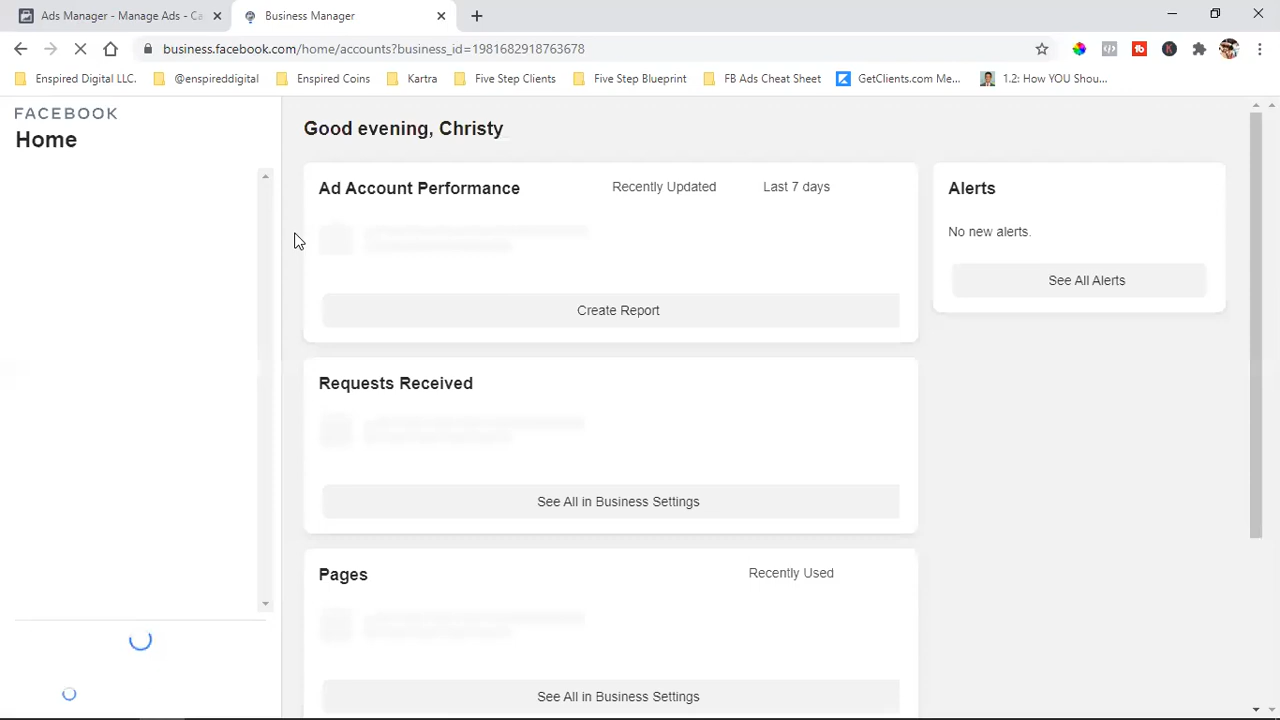 Ads Manager - Manage Ads - Ca
Business Manager
business.facebook.com/home/accounts?business_id=1981682918763678
Enspired Digital LLC.
@enspireddigital
Enspired Coins
Kartra
Five Step Clients
Five Step Blueprint
FB Ads Cheat Sheet
GetClients.com Me...
1.2: How YOU Shou...
FACEBOOK
Home
Good evening, Christy
Ad Account Performance
Recently Updated
Last 7 days
Create Report
Alerts
No new alerts.
See All Alerts
Requests Received
See All in Business Settings
Pages
Recently Used
See All in Business Settings